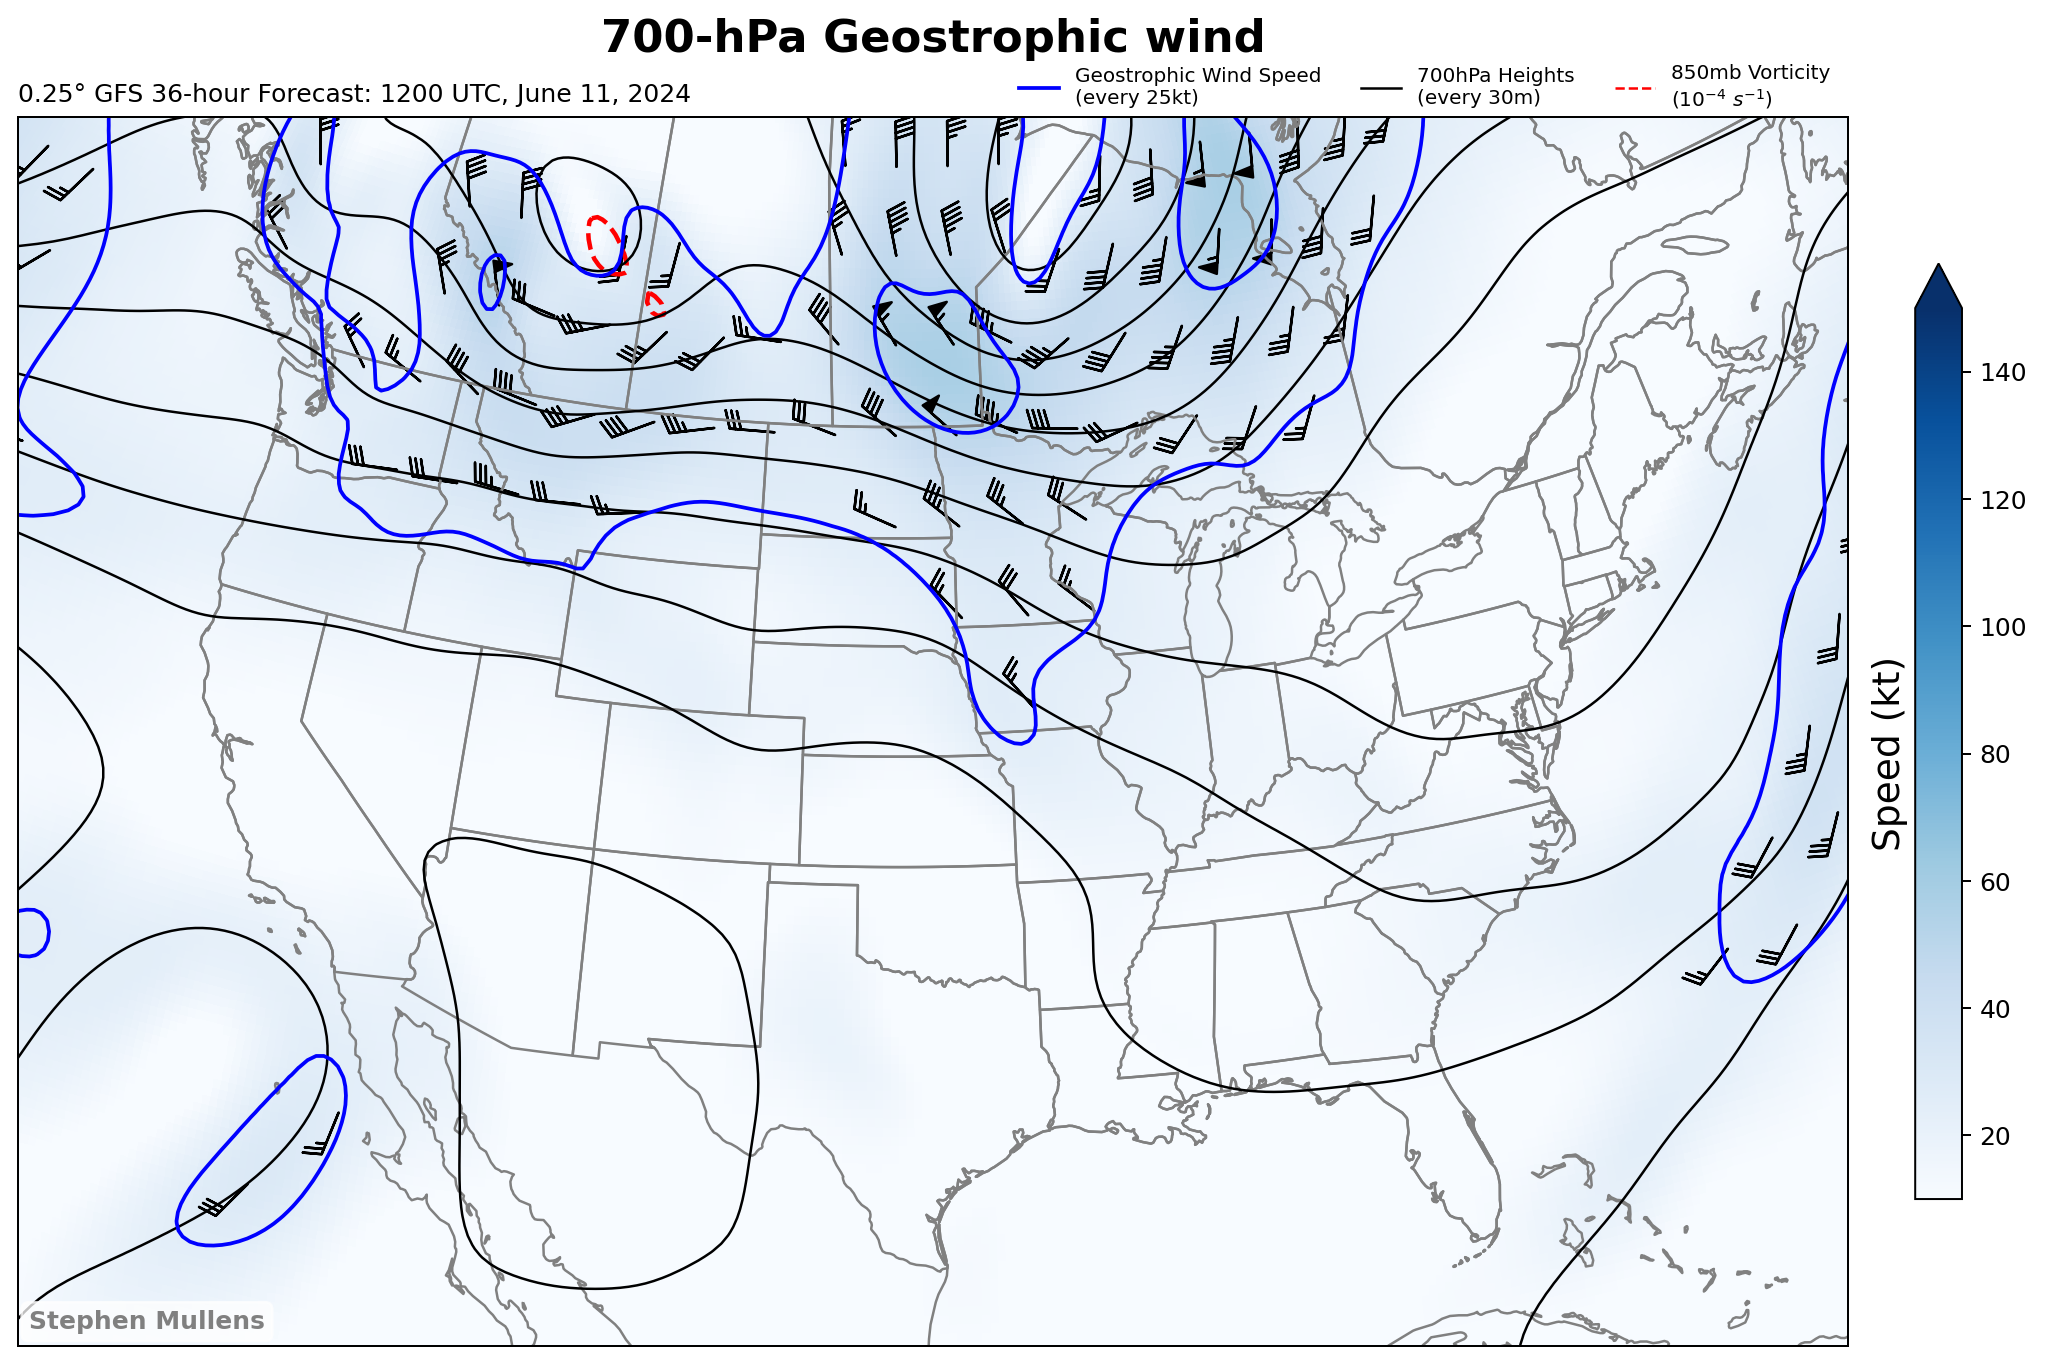 700-hPa Geostrophic wind
0.25° GFS 36-hour Forecast: 1200 UTC, June 11, 2024
Geostrophic Wind Speed
(every 25kt)
700hPa Heights
(every 30m)
850mb Vorticity
(10⁻⁴ s⁻¹)
140
120
100
80
60
40
20
Speed (kt)
Stephen Mullens